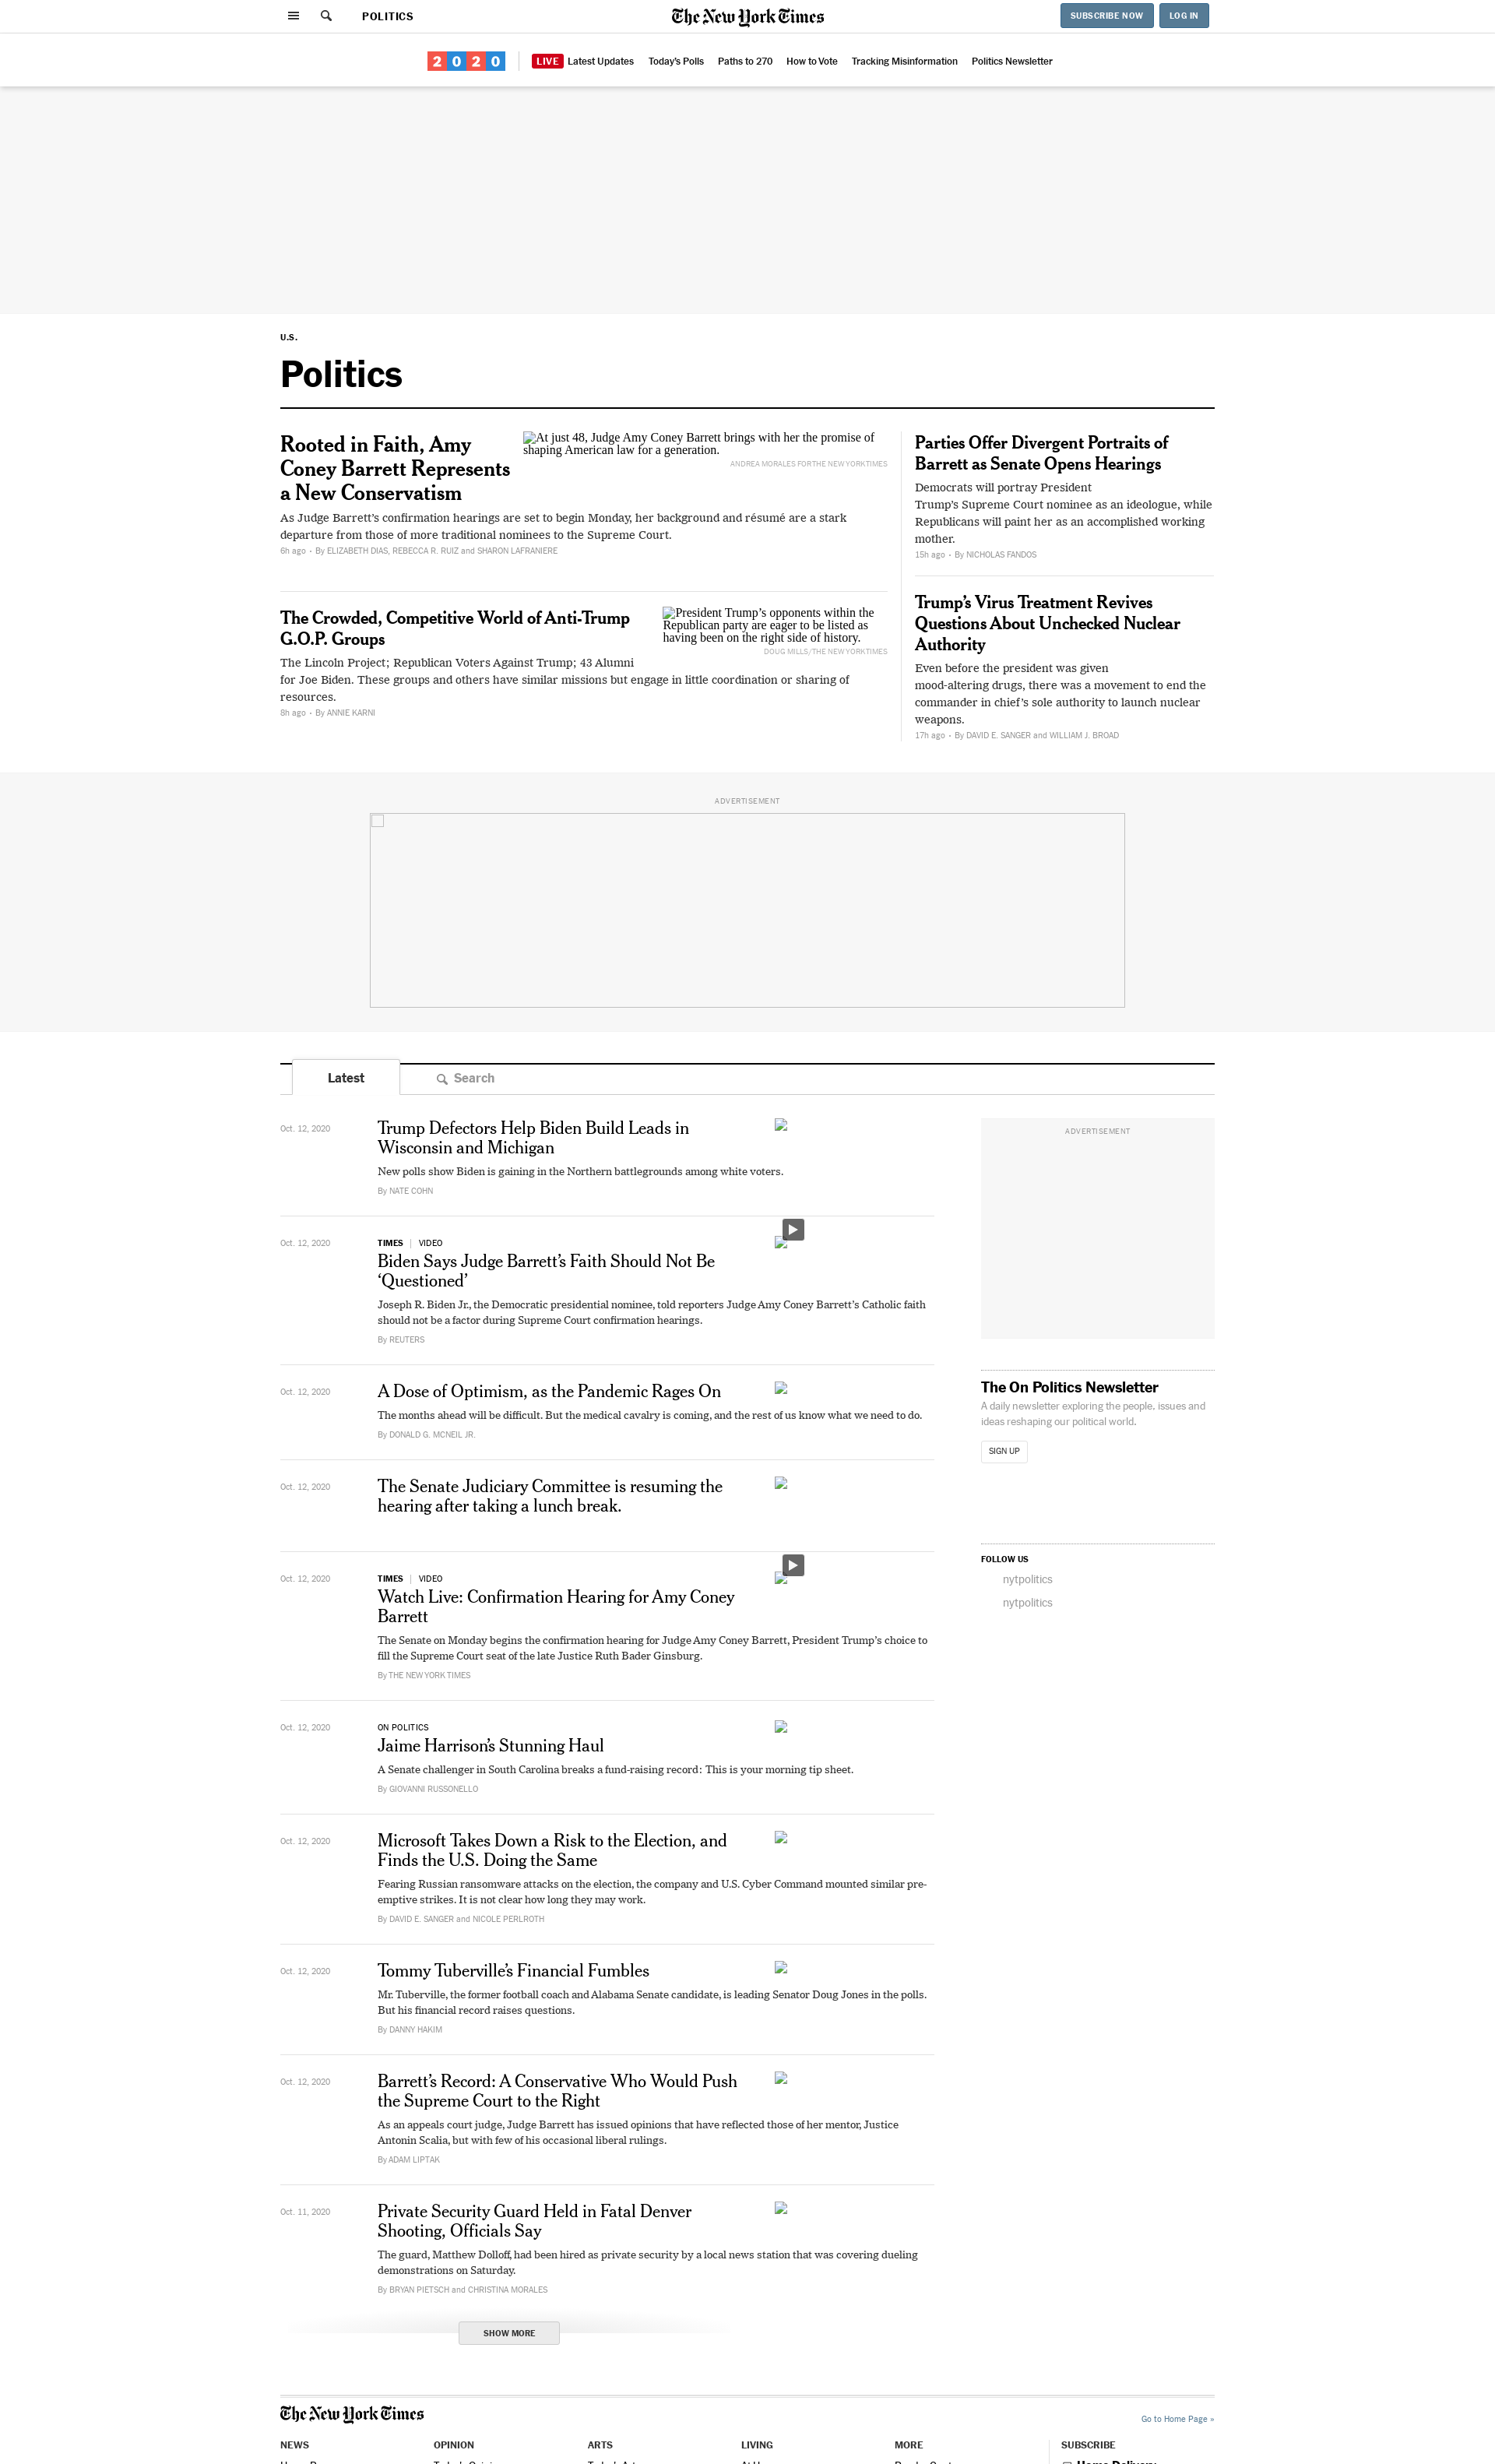 POLITICS
The New York Times
SUBSCRIBE NOW
LOG IN
2020
LIVE Latest Updates
Today's Polls
Paths to 270
How to Vote
Tracking Misinformation
Politics Newsletter
U.S.
Politics
Rooted in Faith, Amy
Coney Barrett Represents
a New Conservatism
At just 48, Judge Amy Coney Barrett brings with her the promise of
shaping American law for a generation.
ANDREA MORALES FOR THE NEW YORK TIMES
As Judge Barrett's confirmation hearings are set to begin Monday, her background and résumé are a stark
departure from those of more traditional nominees to the Supreme Court.
6h ago • By ELIZABETH DIAS, REBECCA R. RUIZ and SHARON LAFRANIERE
The Crowded, Competitive World of Anti-Trump
G.O.P. Groups
President Trump's opponents within the
Republican party are eager to be listed as
having been on the right side of history.
DOUG MILLS/THE NEW YORK TIMES
The Lincoln Project; Republican Voters Against Trump; 43 Alumni
for Joe Biden. These groups and others have similar missions but engage in little coordination or sharing of
resources.
8h ago • By ANNIE KARNI
Parties Offer Divergent Portraits of
Barrett as Senate Opens Hearings
Democrats will portray President
Trump's Supreme Court nominee as an ideologue, while
Republicans will paint her as an accomplished working
mother.
15h ago • By NICHOLAS FANDOS
Trump's Virus Treatment Revives
Questions About Unchecked Nuclear
Authority
Even before the president was given
mood-altering drugs, there was a movement to end the
commander in chief's sole authority to launch nuclear
weapons.
17h ago • By DAVID E. SANGER and WILLIAM J. BROAD
ADVERTISEMENT
Latest
Search
Oct. 12, 2020
Trump Defectors Help Biden Build Leads in
Wisconsin and Michigan
New polls show Biden is gaining in the Northern battlegrounds among white voters.
By NATE COHN
Oct. 12, 2020
TIMES | VIDEO
Biden Says Judge Barrett's Faith Should Not Be
'Questioned'
Joseph R. Biden Jr., the Democratic presidential nominee, told reporters Judge Amy Coney Barrett's Catholic faith
should not be a factor during Supreme Court confirmation hearings.
By REUTERS
Oct. 12, 2020
A Dose of Optimism, as the Pandemic Rages On
The months ahead will be difficult. But the medical cavalry is coming, and the rest of us know what we need to do.
By DONALD G. MCNEIL JR.
Oct. 12, 2020
The Senate Judiciary Committee is resuming the
hearing after taking a lunch break.
Oct. 12, 2020
TIMES | VIDEO
Watch Live: Confirmation Hearing for Amy Coney
Barrett
The Senate on Monday begins the confirmation hearing for Judge Amy Coney Barrett, President Trump's choice to
fill the Supreme Court seat of the late Justice Ruth Bader Ginsburg.
By THE NEW YORK TIMES
Oct. 12, 2020
ON POLITICS
Jaime Harrison's Stunning Haul
A Senate challenger in South Carolina breaks a fund-raising record: This is your morning tip sheet.
By GIOVANNI RUSSONELLO
Oct. 12, 2020
Microsoft Takes Down a Risk to the Election, and
Finds the U.S. Doing the Same
Fearing Russian ransomware attacks on the election, the company and U.S. Cyber Command mounted similar pre-
emptive strikes. It is not clear how long they may work.
By DAVID E. SANGER and NICOLE PERLROTH
Oct. 12, 2020
Tommy Tuberville's Financial Fumbles
Mr. Tuberville, the former football coach and Alabama Senate candidate, is leading Senator Doug Jones in the polls.
But his financial record raises questions.
By DANNY HAKIM
Oct. 12, 2020
Barrett's Record: A Conservative Who Would Push
the Supreme Court to the Right
As an appeals court judge, Judge Barrett has issued opinions that have reflected those of her mentor, Justice
Antonin Scalia, but with few of his occasional liberal rulings.
By ADAM LIPTAK
Oct. 11, 2020
Private Security Guard Held in Fatal Denver
Shooting, Officials Say
The guard, Matthew Dolloff, had been hired as private security by a local news station that was covering dueling
demonstrations on Saturday.
By BRYAN PIETSCH and CHRISTINA MORALES
SHOW MORE
ADVERTISEMENT
The On Politics Newsletter
A daily newsletter exploring the people, issues and
ideas reshaping our political world.
SIGN UP
FOLLOW US
nytpolitics
nytpolitics
The New York Times
Go to Home Page »
NEWS
OPINION
ARTS
LIVING
MORE
SUBSCRIBE